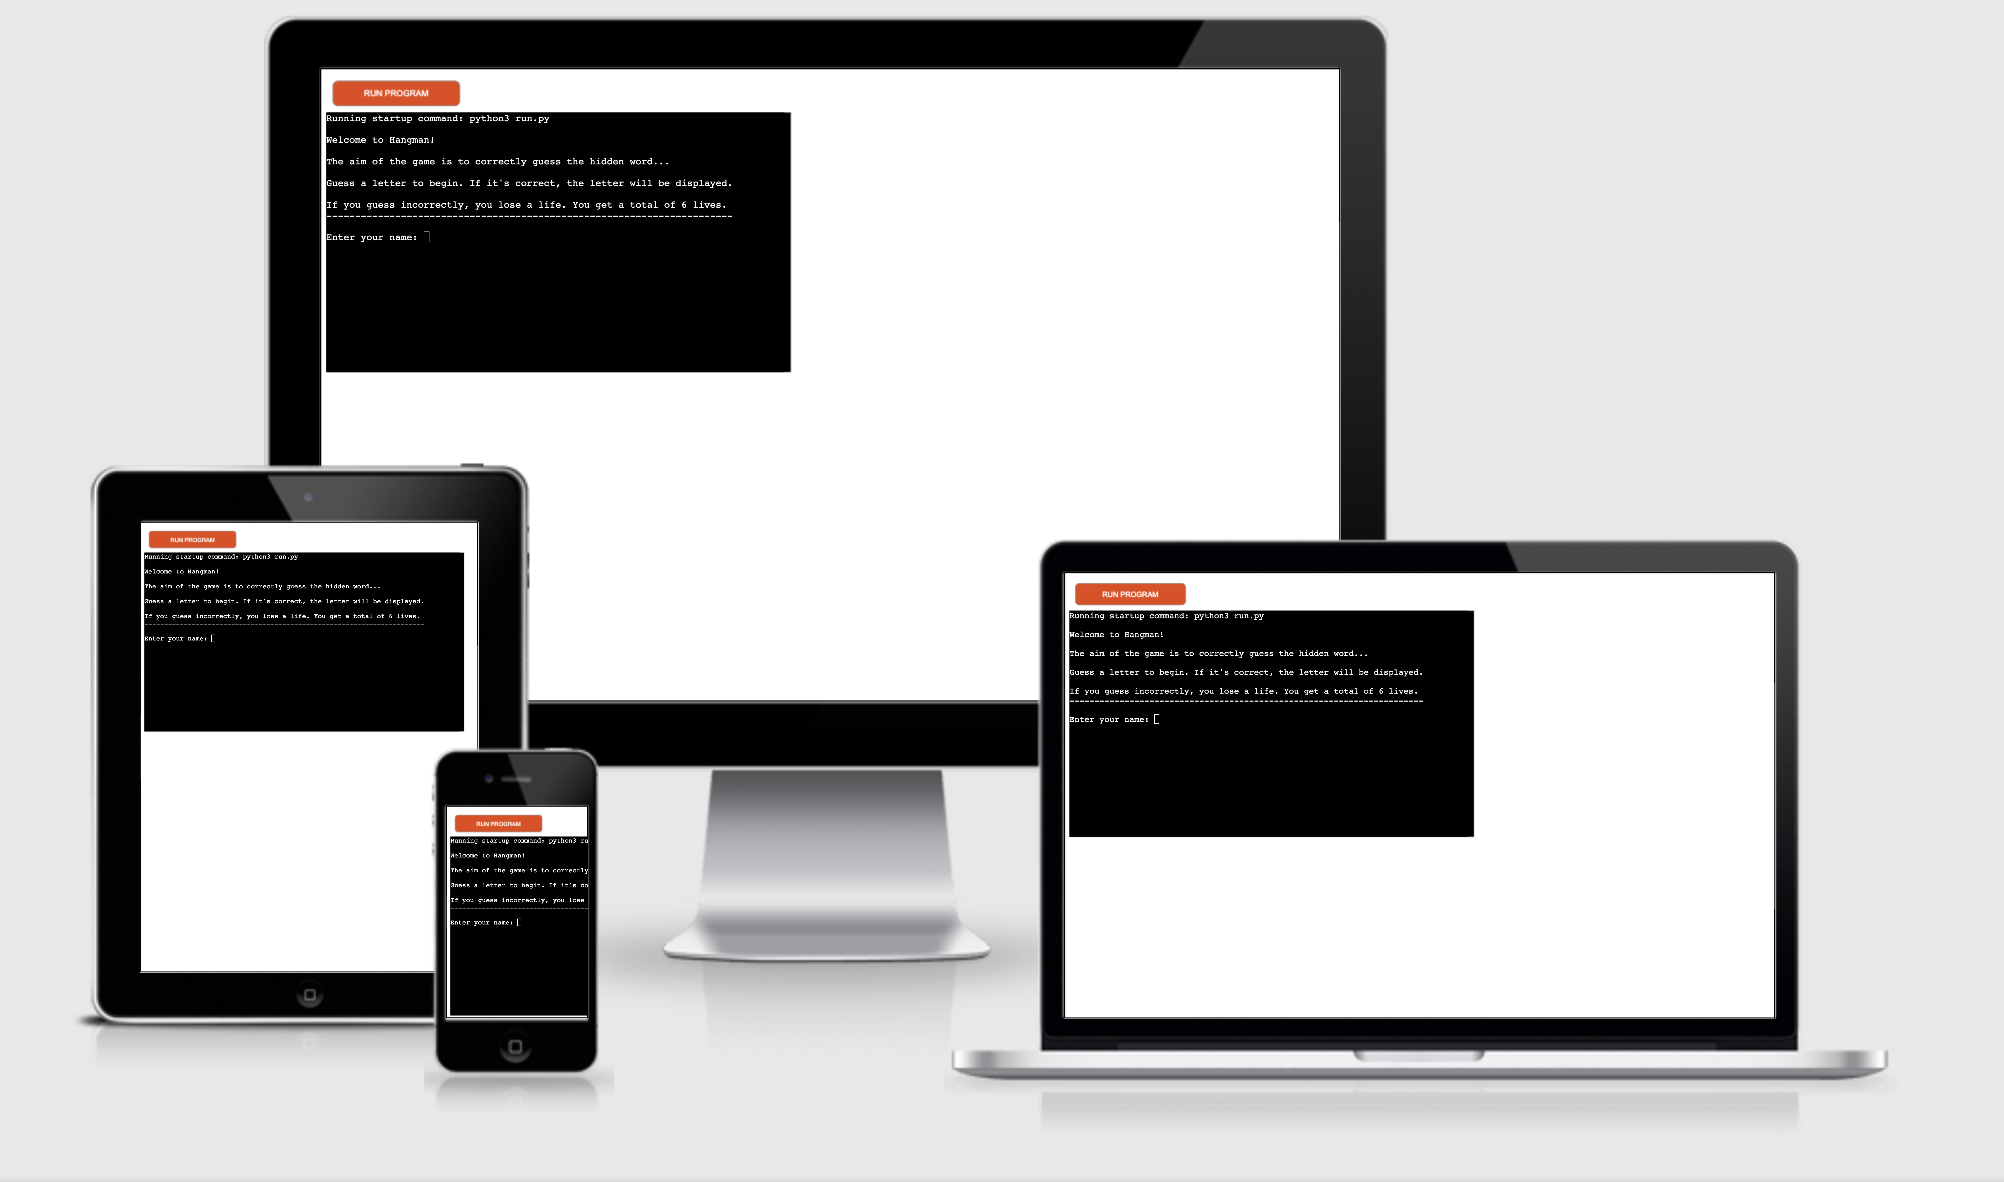 RUN PROGRAM
Running startup command: python3 run.py
Welcome to Hangman!
The aim of the game is to correctly guess the hidden word...
Guess a letter to begin. If it's correct, the letter will be displayed.
If you guess incorrectly, you lose a life. You get a total of 6 lives.
-----------------------------------------------------------------------
Enter your name:
RUN PROGRAM
Running startup command: python3 run.py
Welcome to Hangman!
The aim of the game is to correctly guess the hidden word...
Guess a letter to begin. If it's correct, the letter will be displayed.
If you guess incorrectly, you lose a life. You get a total of 6 lives.
-----------------------------------------------------------------------
Enter your name:
RUN PROGRAM
Running startup command: python3 ru
Welcome to Hangman!
The aim of the game is to correctly
Guess a letter to begin. If it's co
If you guess incorrectly, you lose
-----------------------------------
Enter your name:
RUN PROGRAM
Running startup command: python3 run.py
Welcome to Hangman!
The aim of the game is to correctly guess the hidden word...
Guess a letter to begin. If it's correct, the letter will be displayed.
If you guess incorrectly, you lose a life. You get a total of 6 lives.
-----------------------------------------------------------------------
Enter your name: